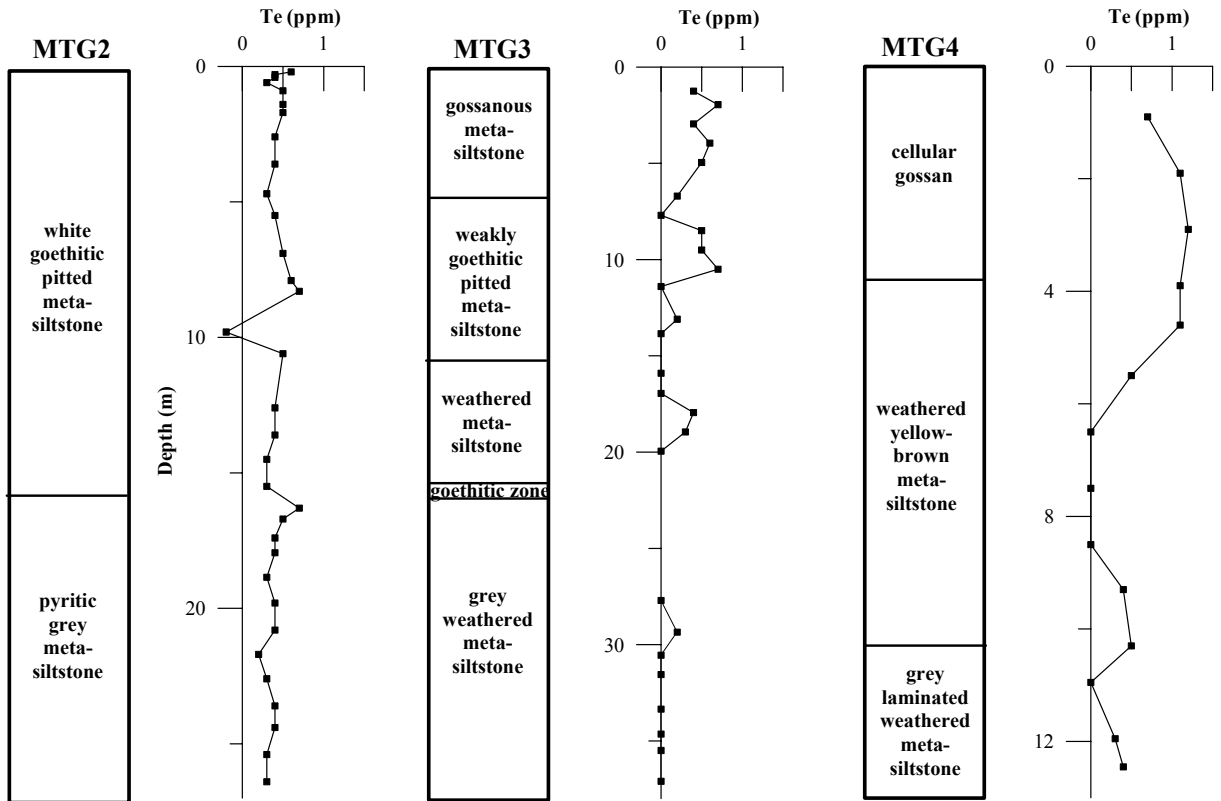 Te (ppm)
0 1
MTG2
0
10
20
Depth (m)
white
goethitic
pitted
meta-
siltstone
pyritic
grey
meta-
siltstone
Te (ppm)
0 1
MTG3
0
10
20
30
gossanous
meta-
siltstone
weakly
goethitic
pitted
meta-
siltstone
weathered
meta-
siltstone
goethitic zone
grey
weathered
meta-
siltstone
Te (ppm)
0 1
MTG4
0
4
8
12
cellular
gossan
weathered
yellow-
brown
meta-
siltstone
grey
laminated
weathered
meta-
siltstone